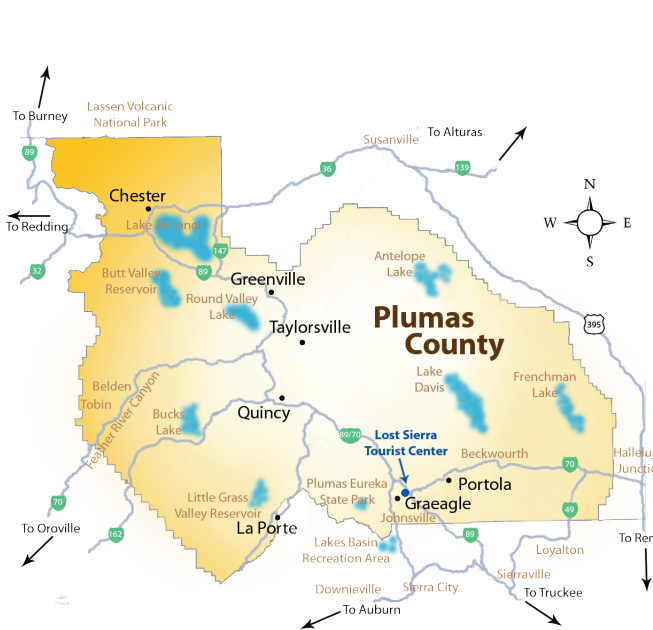 Lassen Volcanic
National Park
To Burney
89
Susanville
To Alturas
36
139
N
W
E
S
Chester
To Redding
Lake Almanor
147
32
89
Butt Valley
Reservoir
Greenville
Round Valley
Lake
Antelope
Lake
Taylorsville
Plumas
County
395
Belden
Tobin
Feather River Canyon
Bucks
Lake
Quincy
Lake
Davis
Frenchman
Lake
89/70
Lost Sierra
Tourist Center
Beckwourth
70
Portola
Graeagle
Johnsville
Plumas Eureka
State Park
Little Grass
Valley Reservoir
La Porte
70
To Oroville
162
49
89
Lakes Basin
Recreation Area
Loyalton
Sierraville
Sierra City
Downieville
To Truckee
To Auburn